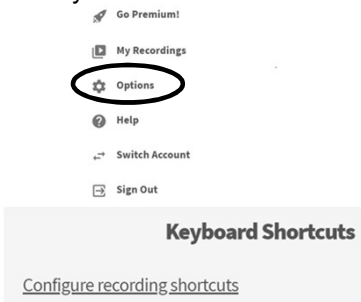 Go Premium!
My Recordings
Options
Help
Switch Account
Sign Out
Keyboard Shortcuts
Configure recording shortcuts